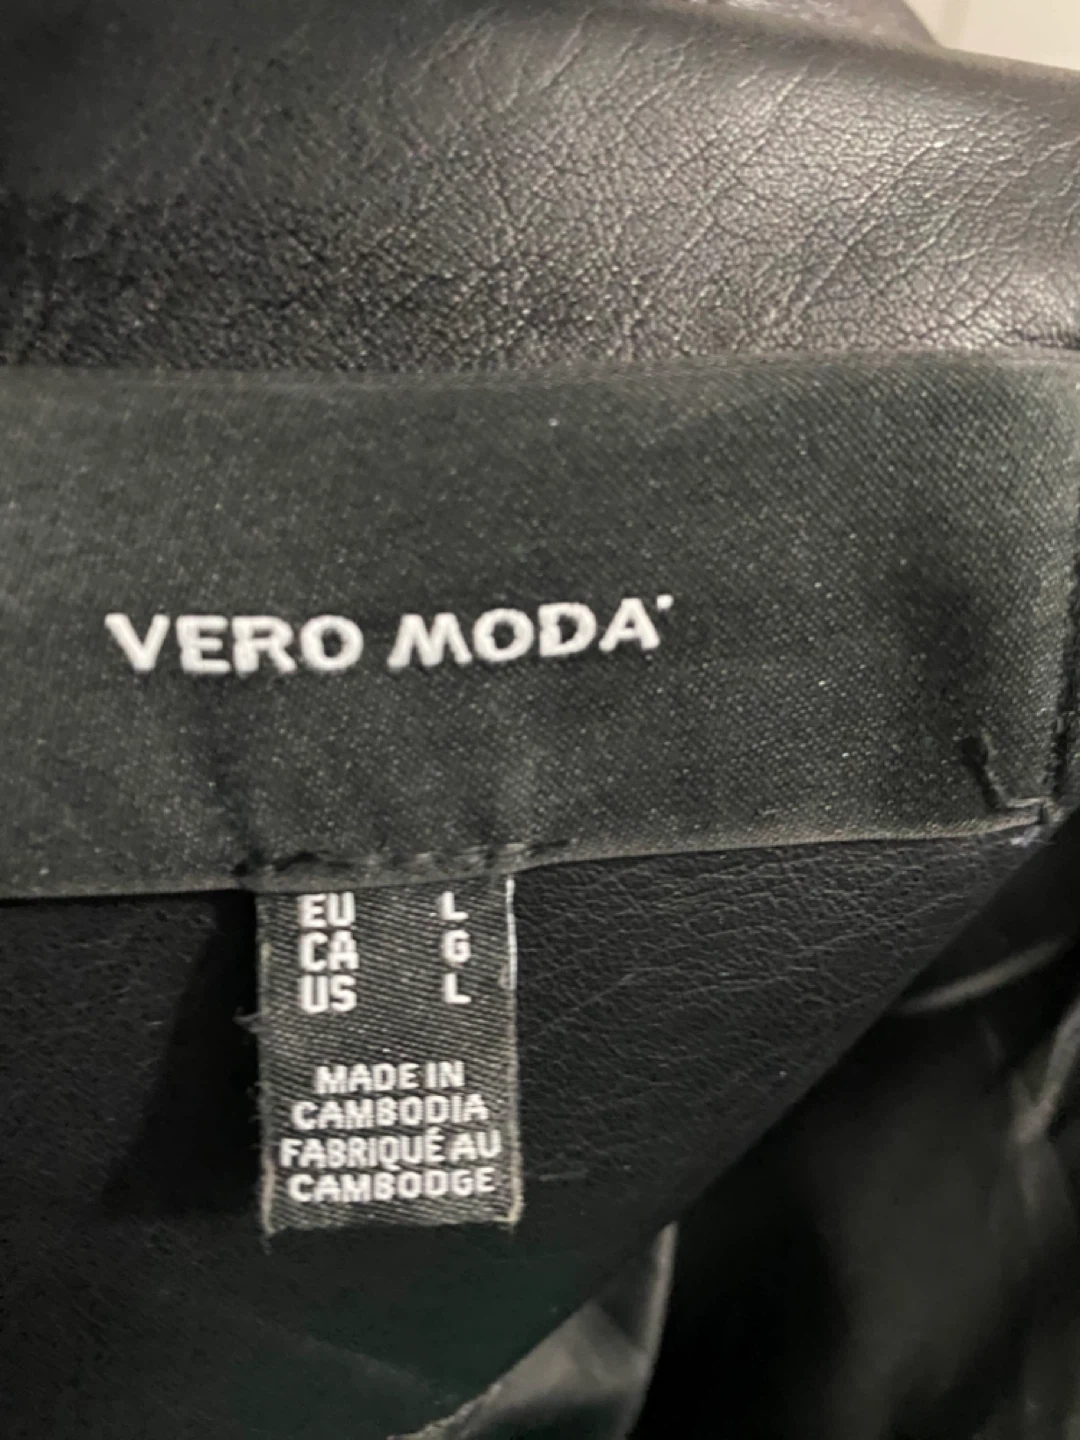 VERO MODA
EU L
CA G
US L
MADE IN
CAMBODIA
FABRIQUÉ AU
CAMBODGE